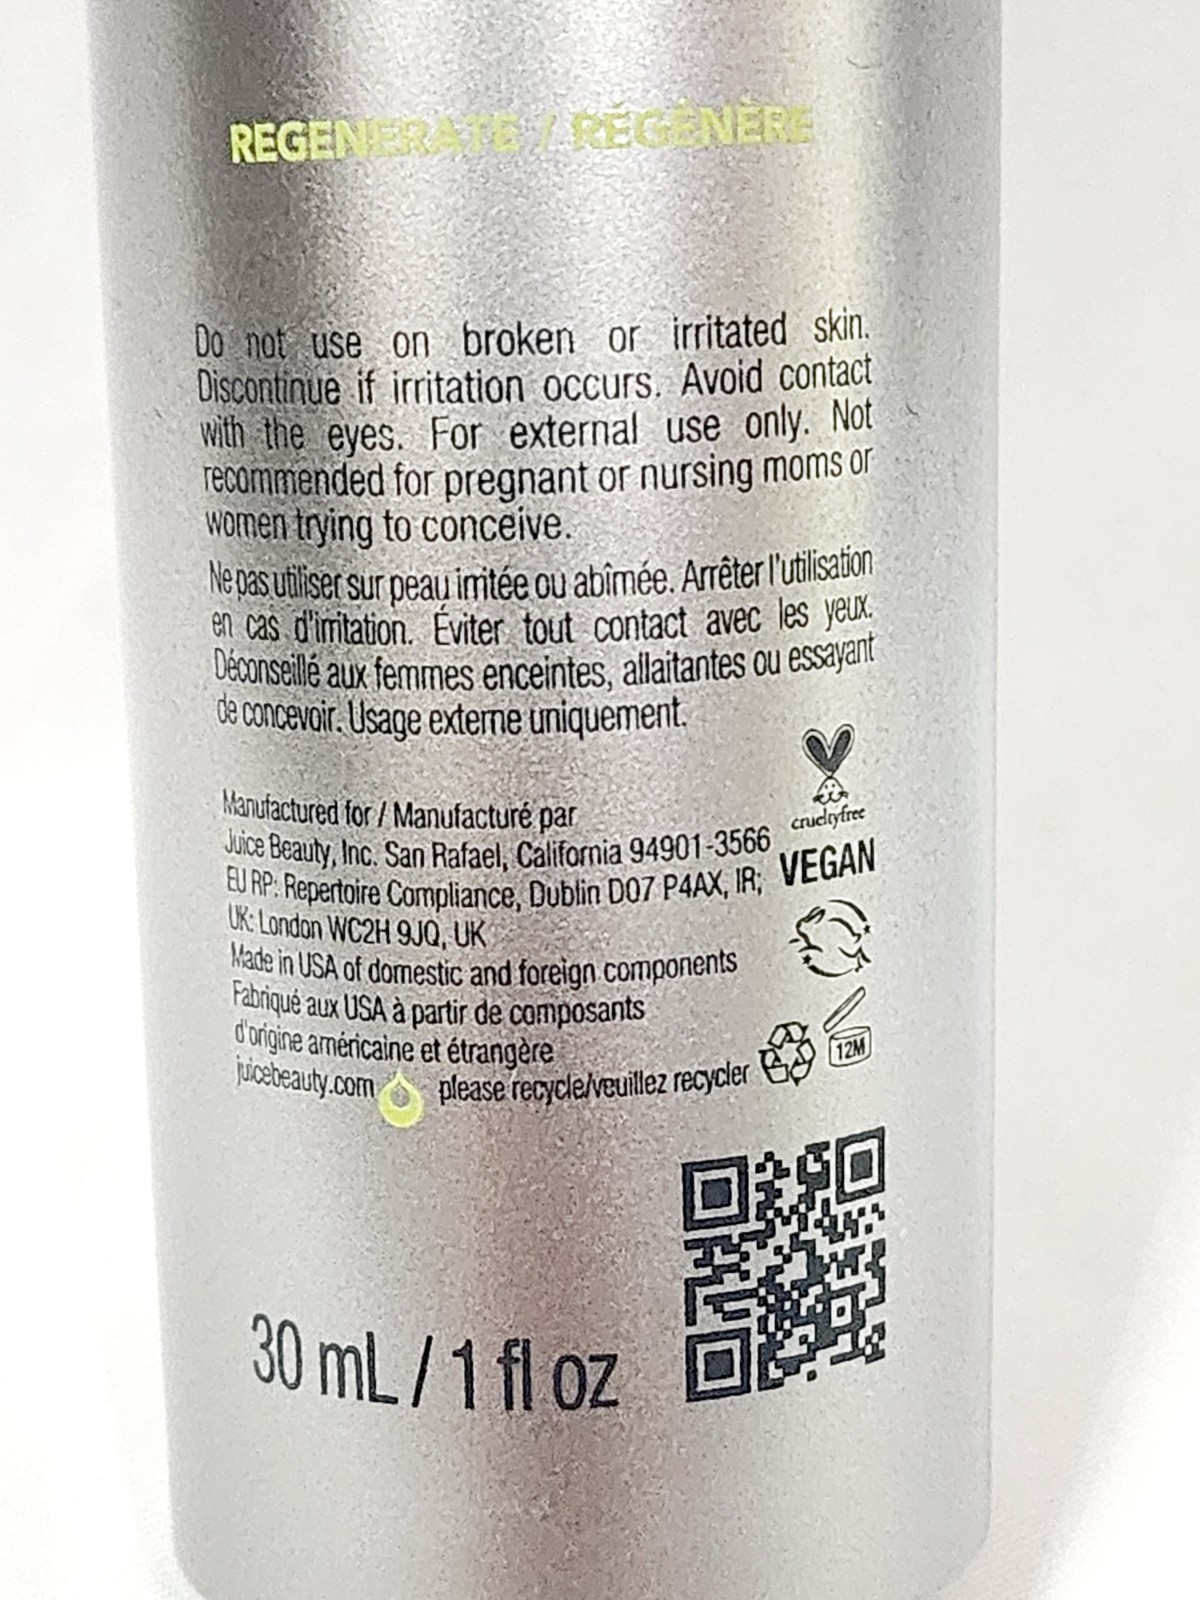 REGENERATE / RÉGÉNÈRE
Do not use on broken or irritated skin.
Discontinue if irritation occurs. Avoid contact
with the eyes. For external use only. Not
recommended for pregnant or nursing moms or
women trying to conceive.
Ne pas utiliser sur peau irritée ou abîmée. Arrêter l'utilisation
en cas d'irritation. Éviter tout contact avec les yeux.
Déconseillé aux femmes enceintes, allaitantes ou essayant
de concevoir. Usage externe uniquement.
Manufactured for / Manufacturé par
Juice Beauty, Inc. San Rafael, California 94901-3566
EU RP: Repertoire Compliance, Dublin D07 P4AX, IR;
UK: London WC2H 9JQ, UK
Made in USA of domestic and foreign components
Fabriqué aux USA à partir de composants
d'origine américaine et étrangère
juicebeauty.com please recycle/veuillez recycler
crueltyfree
VEGAN
12M
30 mL / 1 fl oz